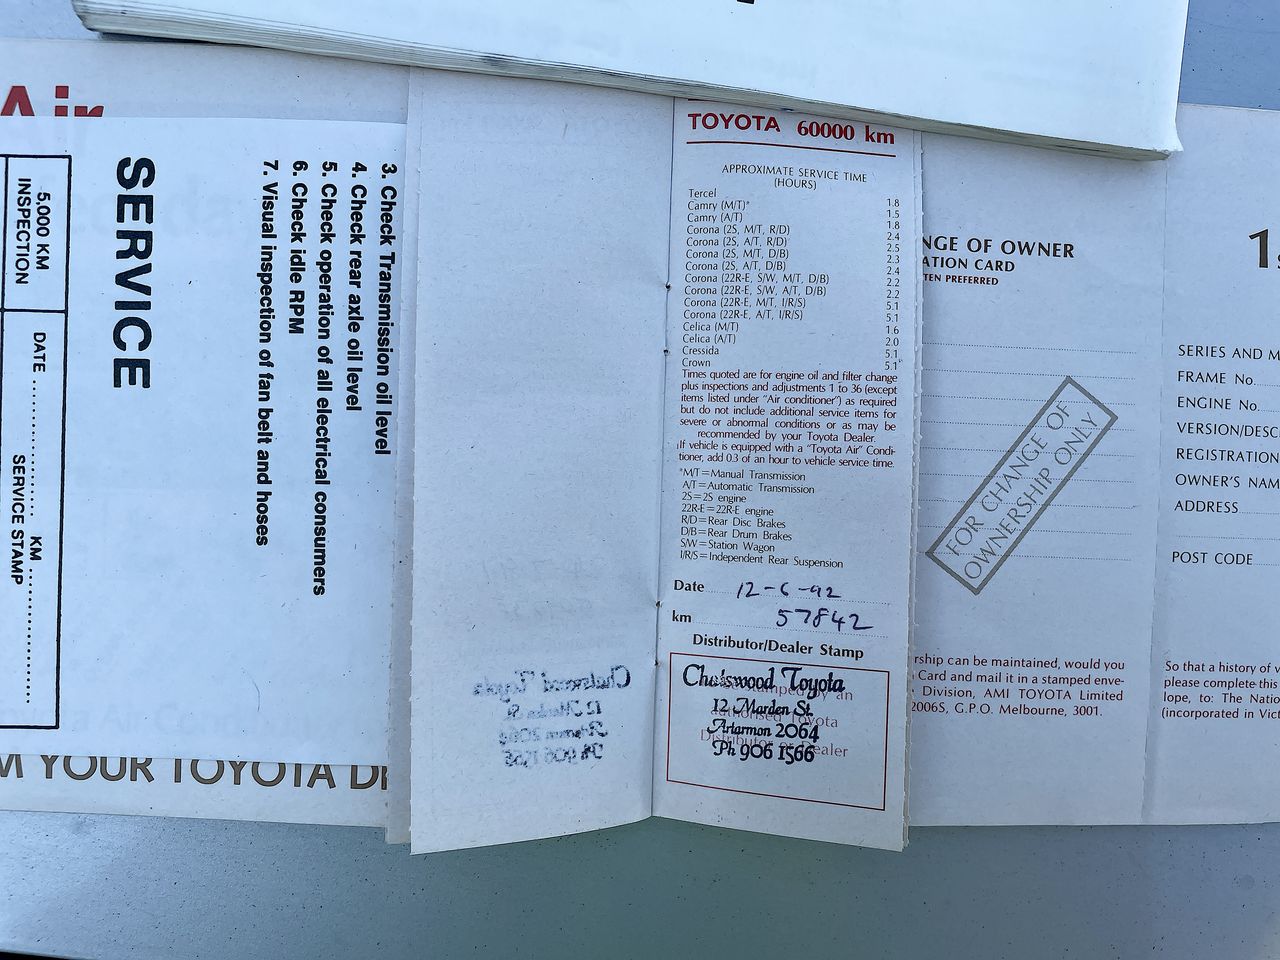 Air
SERVICE
3. Check Transmission oil level
4. Check rear axle oil level
5. Check operation of all electrical consumers
6. Check idle RPM
7. Visual inspection of fan belt and hoses
5,000 KM
INSPECTION
DATE .................... KM ....................
SERVICE STAMP
M YOUR TOYOTA
TOYOTA 60000 km
APPROXIMATE SERVICE TIME
(HOURS)
Tercel 1.8
Camry (M/T)* 1.5
Camry (A/T) 1.8
Corona (2S, M/T, R/D) 2.4
Corona (2S, A/T, R/D) 2.5
Corona (2S, M/T, D/B) 2.3
Corona (2S, A/T, D/B) 2.4
Corona (22R-E, S/W, M/T, D/B) 2.2
Corona (22R-E, S/W, A/T, D/B) 2.2
Corona (22R-E, M/T, I/R/S) 5.1
Corona (22R-E, A/T, I/R/S) 5.1
Celica (M/T) 1.6
Celica (A/T) 2.0
Cressida 5.1
Crown 5.1
Times quoted are for engine oil and filter change
plus inspections and adjustments 1 to 36 (except
items listed under "Air conditioner") as required
but do not include additional service items for
severe or abnormal conditions or as may be
recommended by your Toyota Dealer.
If vehicle is equipped with a "Toyota Air" Condi-
tioner, add 0.3 of an hour to vehicle service time.
*M/T=Manual Transmission
A/T=Automatic Transmission
2S=2S engine
22R-E=22R-E engine
R/D=Rear Disc Brakes
D/B=Rear Drum Brakes
S/W=Station Wagon
I/R/S=Independent Rear Suspension
Date 12-6-92
km 57842
Distributor/Dealer Stamp
Chatswood Toyota
12 Marden St.
Artarmon 2064
Ph 906 1566
stamped by an
authorised Toyota
Distributor or Dealer
NGE OF OWNER
ATION CARD
TEN PREFERRED
FOR CHANGE OF
OWNERSHIP ONLY
rship can be maintained, would you
Card and mail it in a stamped enve-
Division, AMI TOYOTA Limited
2006S, G.P.O. Melbourne, 3001.
1s
SERIES AND M
FRAME No.
ENGINE No.
VERSION/DESC
REGISTRATION
OWNER'S NAM
ADDRESS
POST CODE
So that a history of v
please complete this
lope, to: The Natio
(incorporated in Vict